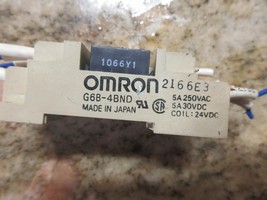 1066Y1
OMRON 2166E3
G6B-4BND 5A 250VAC
MADE IN JAPAN 5A 30VDC
COIL: 24VDC